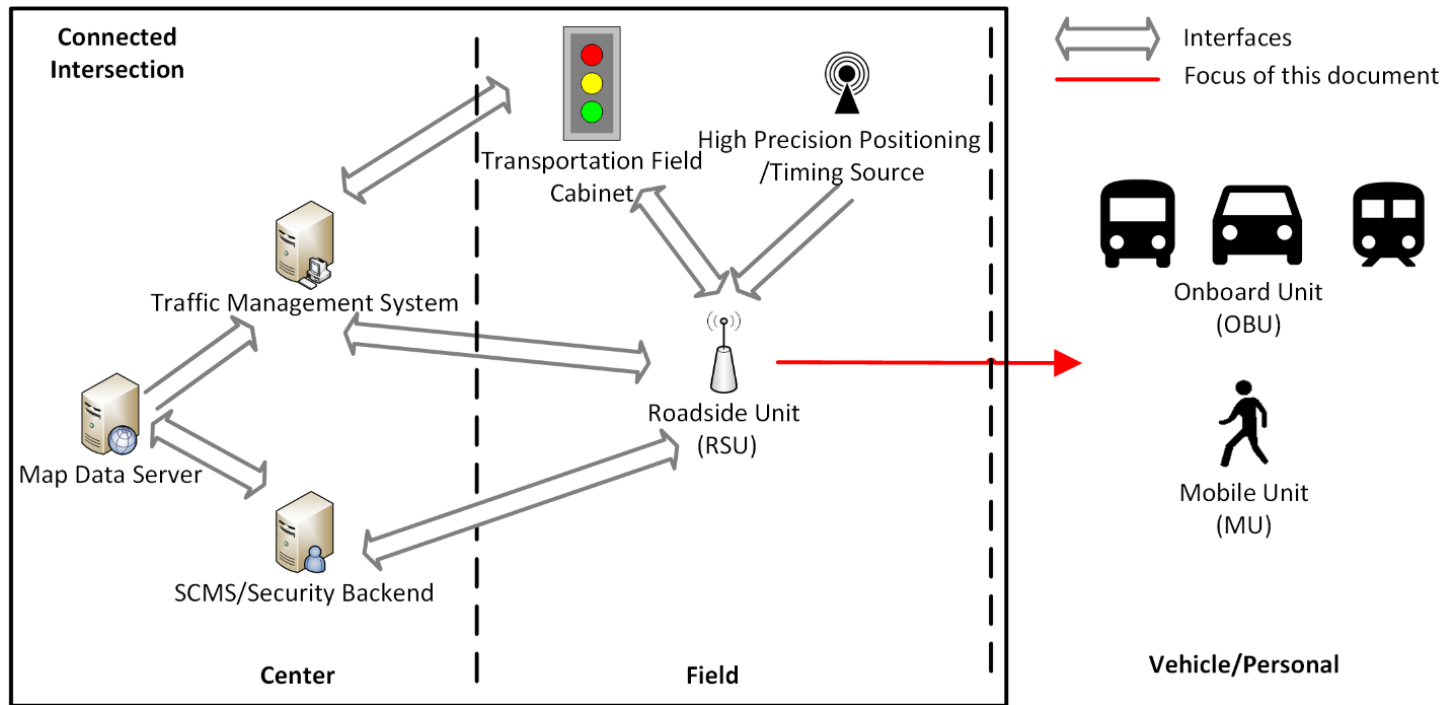 Connected
Intersection
Interfaces
Focus of this document
Transportation Field
Cabinet
High Precision Positioning
/Timing Source
Traffic Management System
Onboard Unit
(OBU)
Roadside Unit
(RSU)
Map Data Server
Mobile Unit
(MU)
SCMS/Security Backend
Center
Field
Vehicle/Personal